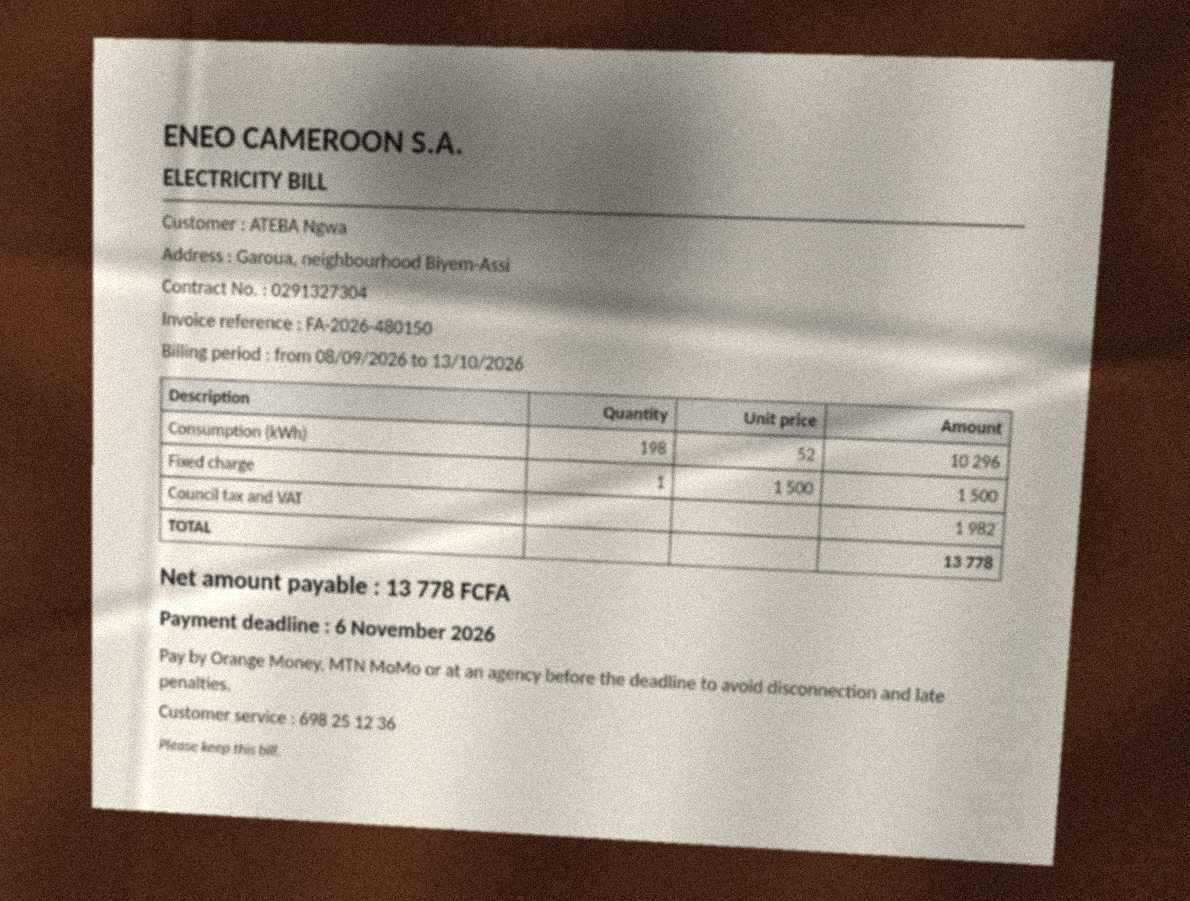 ENEO CAMEROON S.A.
ELECTRICITY BILL
Customer : ATEBA Ngwa
Address : Garoua, neighbourhood Biyem-Assi
Contract No. : 0291327304
Invoice reference : FA-2026-480150
Billing period : from 08/09/2026 to 13/10/2026
Description Quantity Unit price Amount
Consumption (kWh) 198 52 10 296
Fixed charge 1 1 500 1 500
Council tax and VAT 1 982
TOTAL 13 778
Net amount payable : 13 778 FCFA
Payment deadline : 6 November 2026
Pay by Orange Money, MTN MoMo or at an agency before the deadline to avoid disconnection and late
penalties.
Customer service : 698 25 12 36
Please keep this bill.